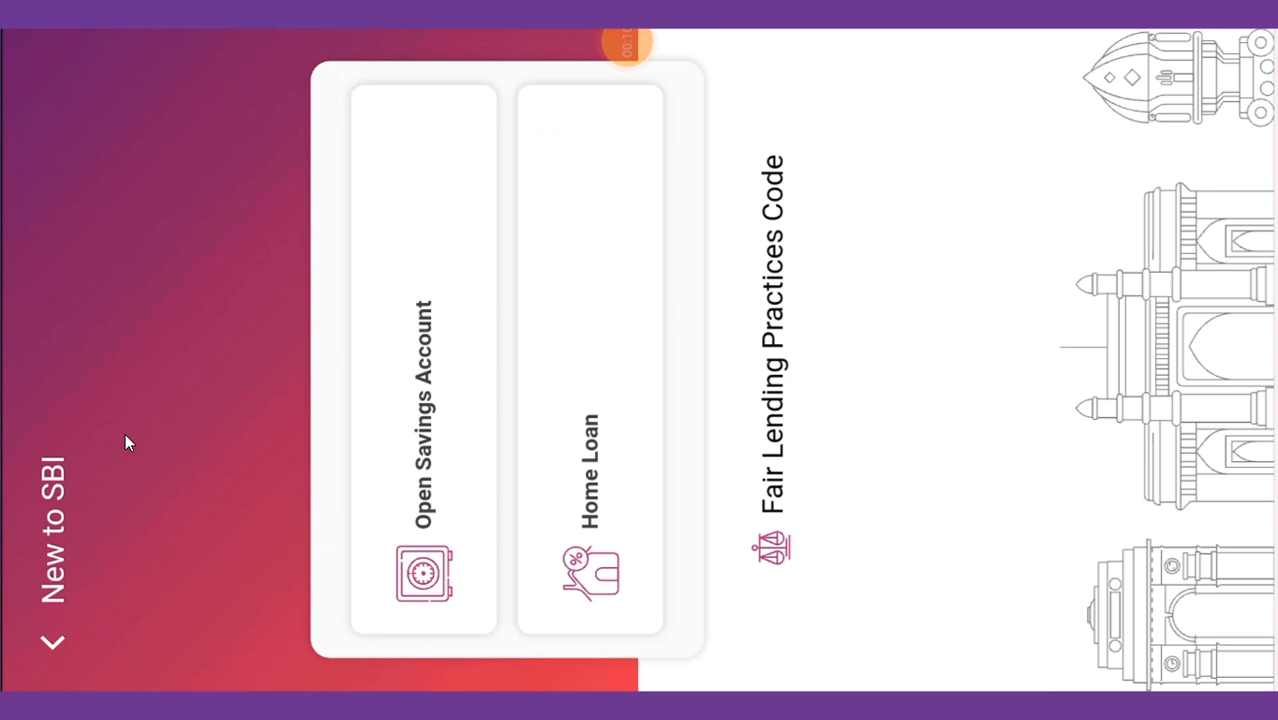 New to SBI
Open Savings Account
Home Loan
Fair Lending Practices Code